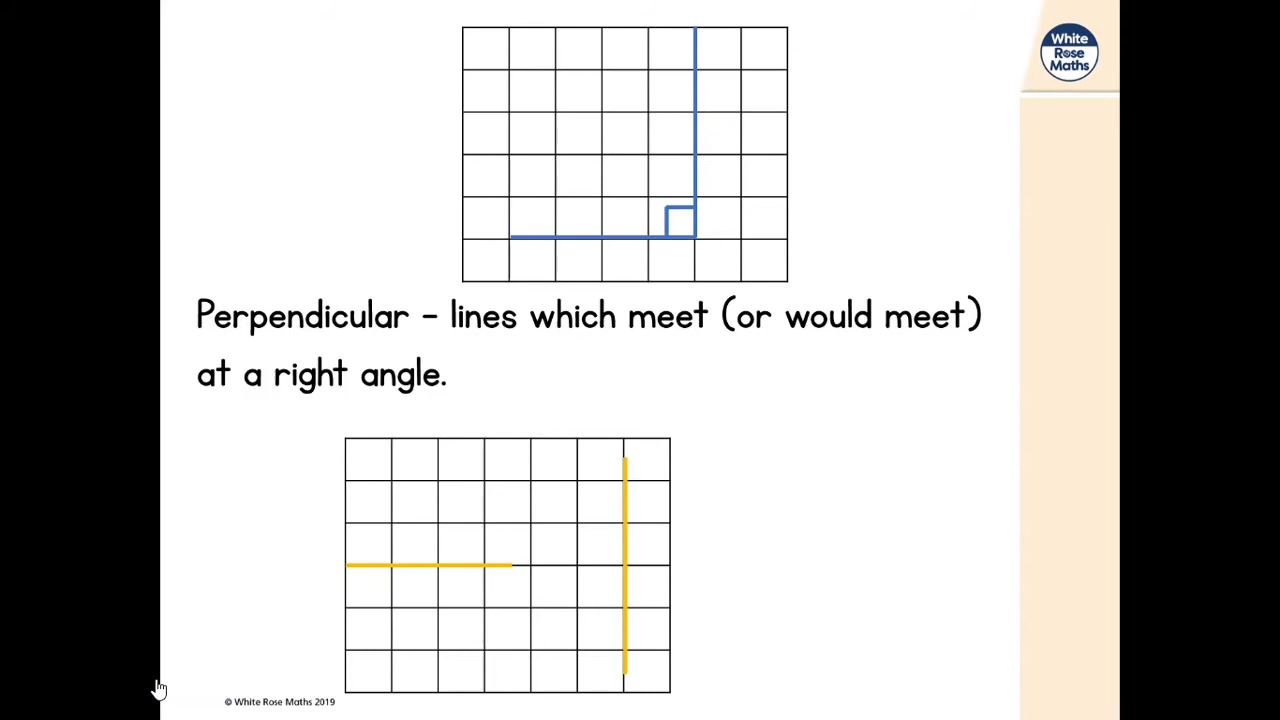 White
Rose
Maths
Perpendicular – lines which meet (or would meet)
at a right angle.
© White Rose Maths 2019